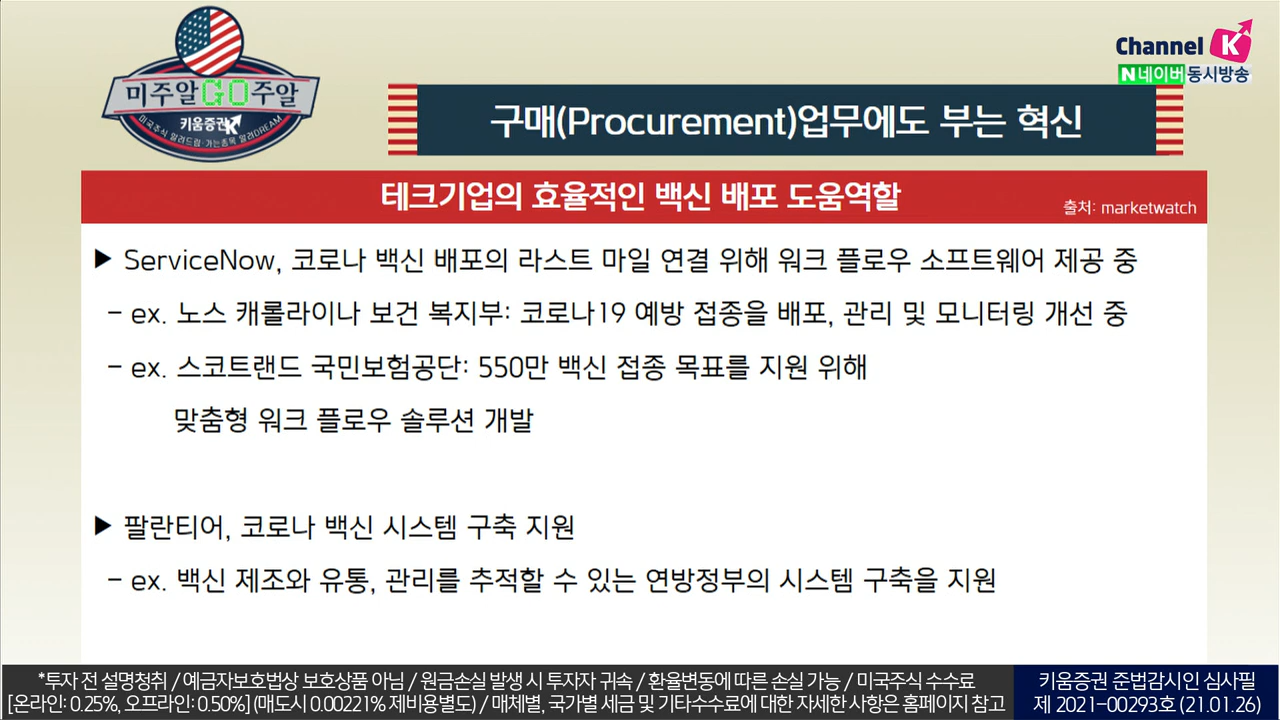 Channel K
N 네이버 동시방송
미주알GO주알
키움증권
미국주식 알려드림·가는종목 알려DREAM
구매(Procurement)업무에도 부는 혁신
테크기업의 효율적인 백신 배포 도움역할
출처: marketwatch
▶ ServiceNow, 코로나 백신 배포의 라스트 마일 연결 위해 워크 플로우 소프트웨어 제공 중
- ex. 노스 캐롤라이나 보건 복지부: 코로나19 예방 접종을 배포, 관리 및 모니터링 개선 중
- ex. 스코트랜드 국민보험공단: 550만 백신 접종 목표를 지원 위해
맞춤형 워크 플로우 솔루션 개발
▶ 팔란티어, 코로나 백신 시스템 구축 지원
- ex. 백신 제조와 유통, 관리를 추적할 수 있는 연방정부의 시스템 구축을 지원
*투자 전 설명청취 / 예금자보호법상 보호상품 아님 / 원금손실 발생 시 투자자 귀속 / 환율변동에 따른 손실 가능 / 미국주식 수수료
[온라인: 0.25%, 오프라인: 0.50%] (매도시 0.00221% 제비용별도) / 매체별, 국가별 세금 및 기타수수료에 대한 자세한 사항은 홈페이지 참고
키움증권 준법감시인 심사필
제 2021-00293호 (21.01.26)